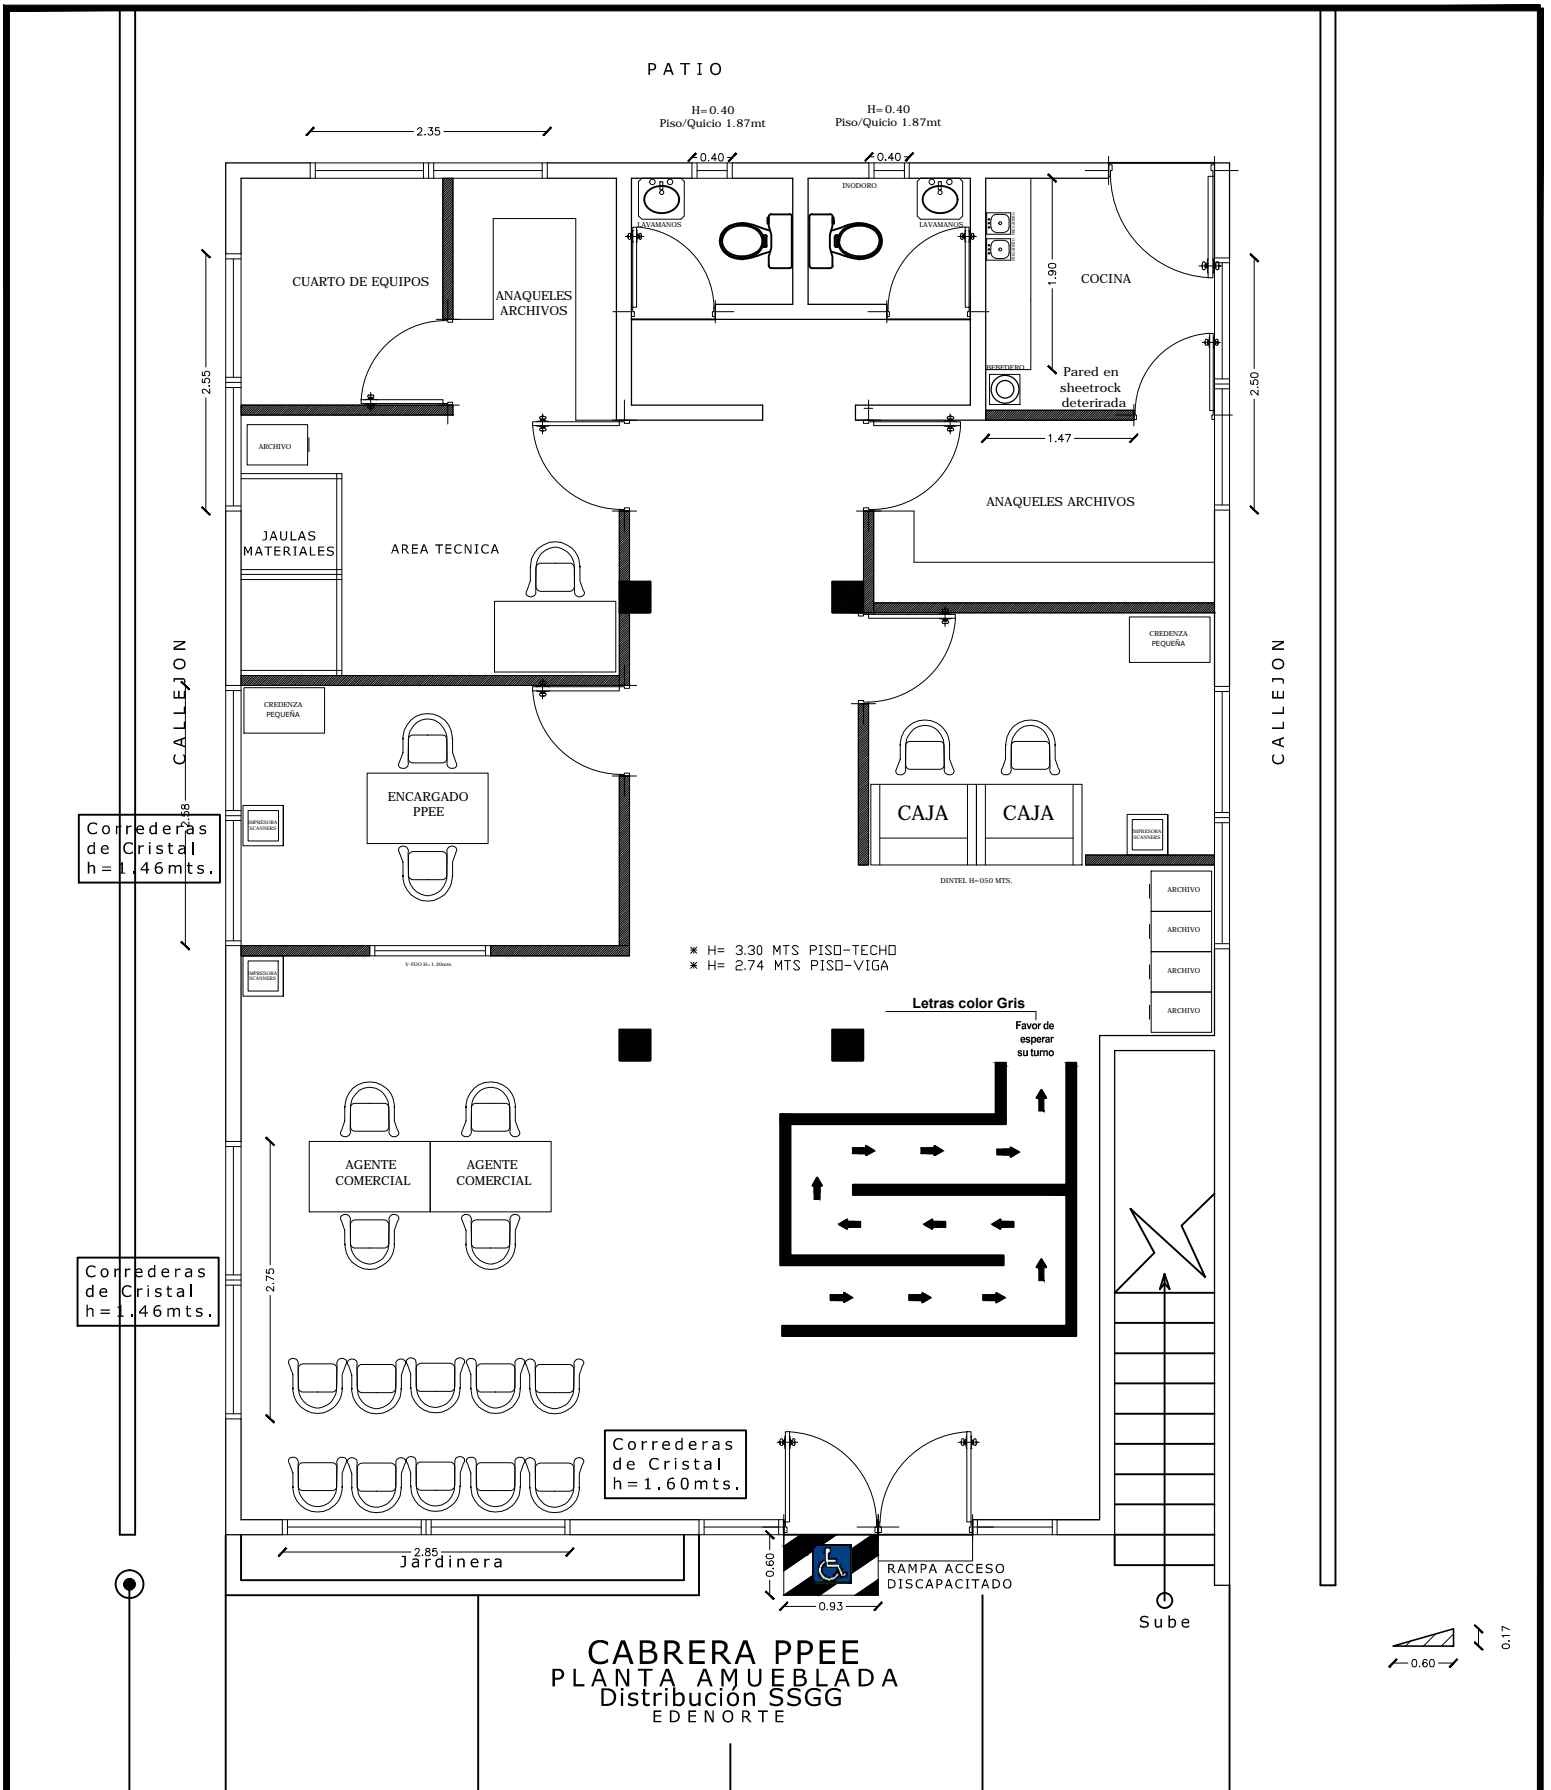 PATIO
H=0.40
Piso/Quicio 1.87mt
H=0.40
Piso/Quicio 1.87mt
2.35
0.40
0.40
INODORO
LAVAMANOS
LAVAMANOS
CUARTO DE EQUIPOS
ANAQUELES
ARCHIVOS
1.90
COCINA
2.55
2.50
BEBEDERO
Pared en
sheetrock
deterirada
1.47
ARCHIVO
ANAQUELES ARCHIVOS
JAULAS
MATERIALES
AREA TECNICA
CALLEJON
CALLEJON
CREDENZA
PEQUEÑA
CREDENZA
PEQUEÑA
ENCARGADO
PPEE
CAJA
CAJA
2.58
Correderas
de Cristal
h=1.46mts.
IMPRESORA
SCANNERS
IMPRESORA
SCANNERS
DINTEL H=050 MTS.
ARCHIVO
ARCHIVO
ARCHIVO
ARCHIVO
* H= 3.30 MTS PISO-TECHO
* H= 2.74 MTS PISO-VIGA
V-FIJO H=1.20mts.
IMPRESORA
SCANNERS
Letras color Gris
Favor de
esperar
su turno
AGENTE
COMERCIAL
AGENTE
COMERCIAL
Correderas
de Cristal
h=1.46mts.
2.75
Correderas
de Cristal
h=1.60mts.
2.85
Jardinera
0.60
RAMPA ACCESO
DISCAPACITADO
0.93
Sube
0.17
0.60
CABRERA PPEE
PLANTA AMUEBLADA
Distribución SSGG
EDENORTE